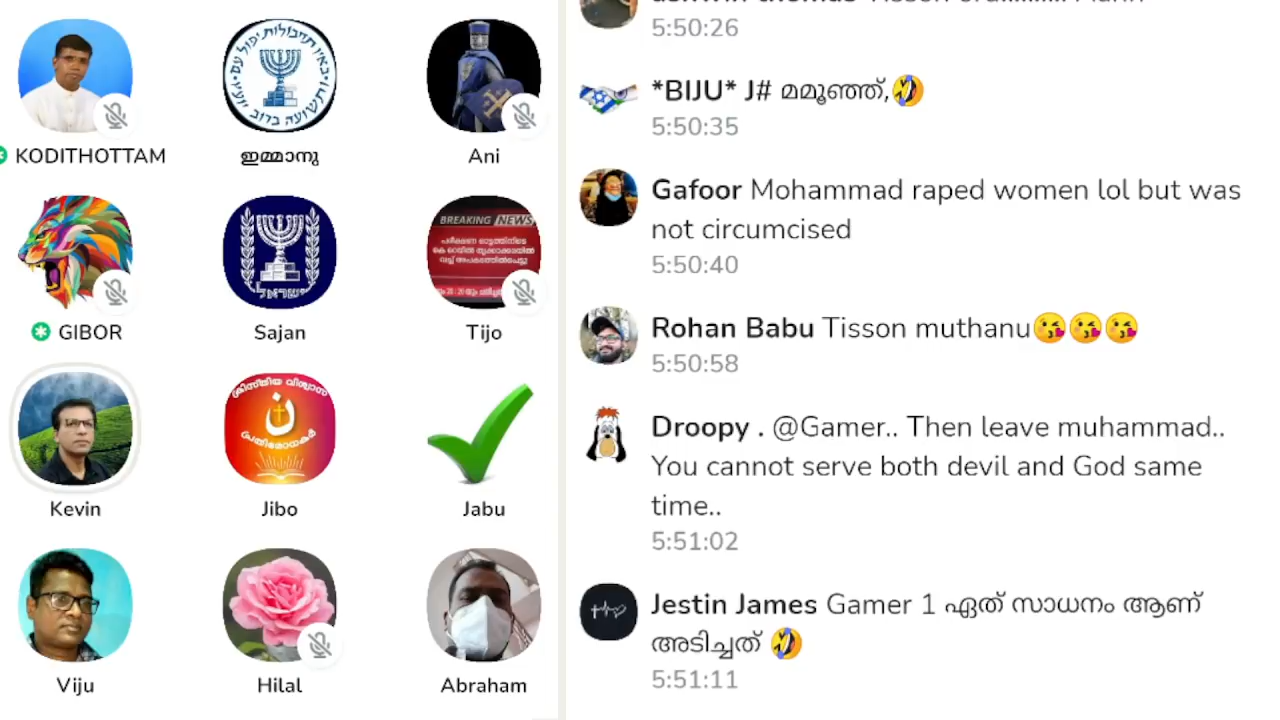 KODITHOTTAM
ഇമ്മാനു
Ani
GIBOR
Sajan
BREAKING NEWS
Tijo
Kevin
ക്രിസ്തീയ വിശ്വാസ
ن
Jibo
Jabu
Viju
Hilal
Abraham
5:50:26
*BIJU* J# മമൂഞ്ഞ്,🤣
5:50:35
Gafoor Mohammad raped women lol but was
not circumcised
5:50:40
Rohan Babu Tisson muthanu😘😘😘
5:50:58
Droopy . @Gamer.. Then leave muhammad..
You cannot serve both devil and God same
time..
5:51:02
Jestin James Gamer 1 ഏത് സാധനം ആണ്
അടിച്ചത് 🤣
5:51:11